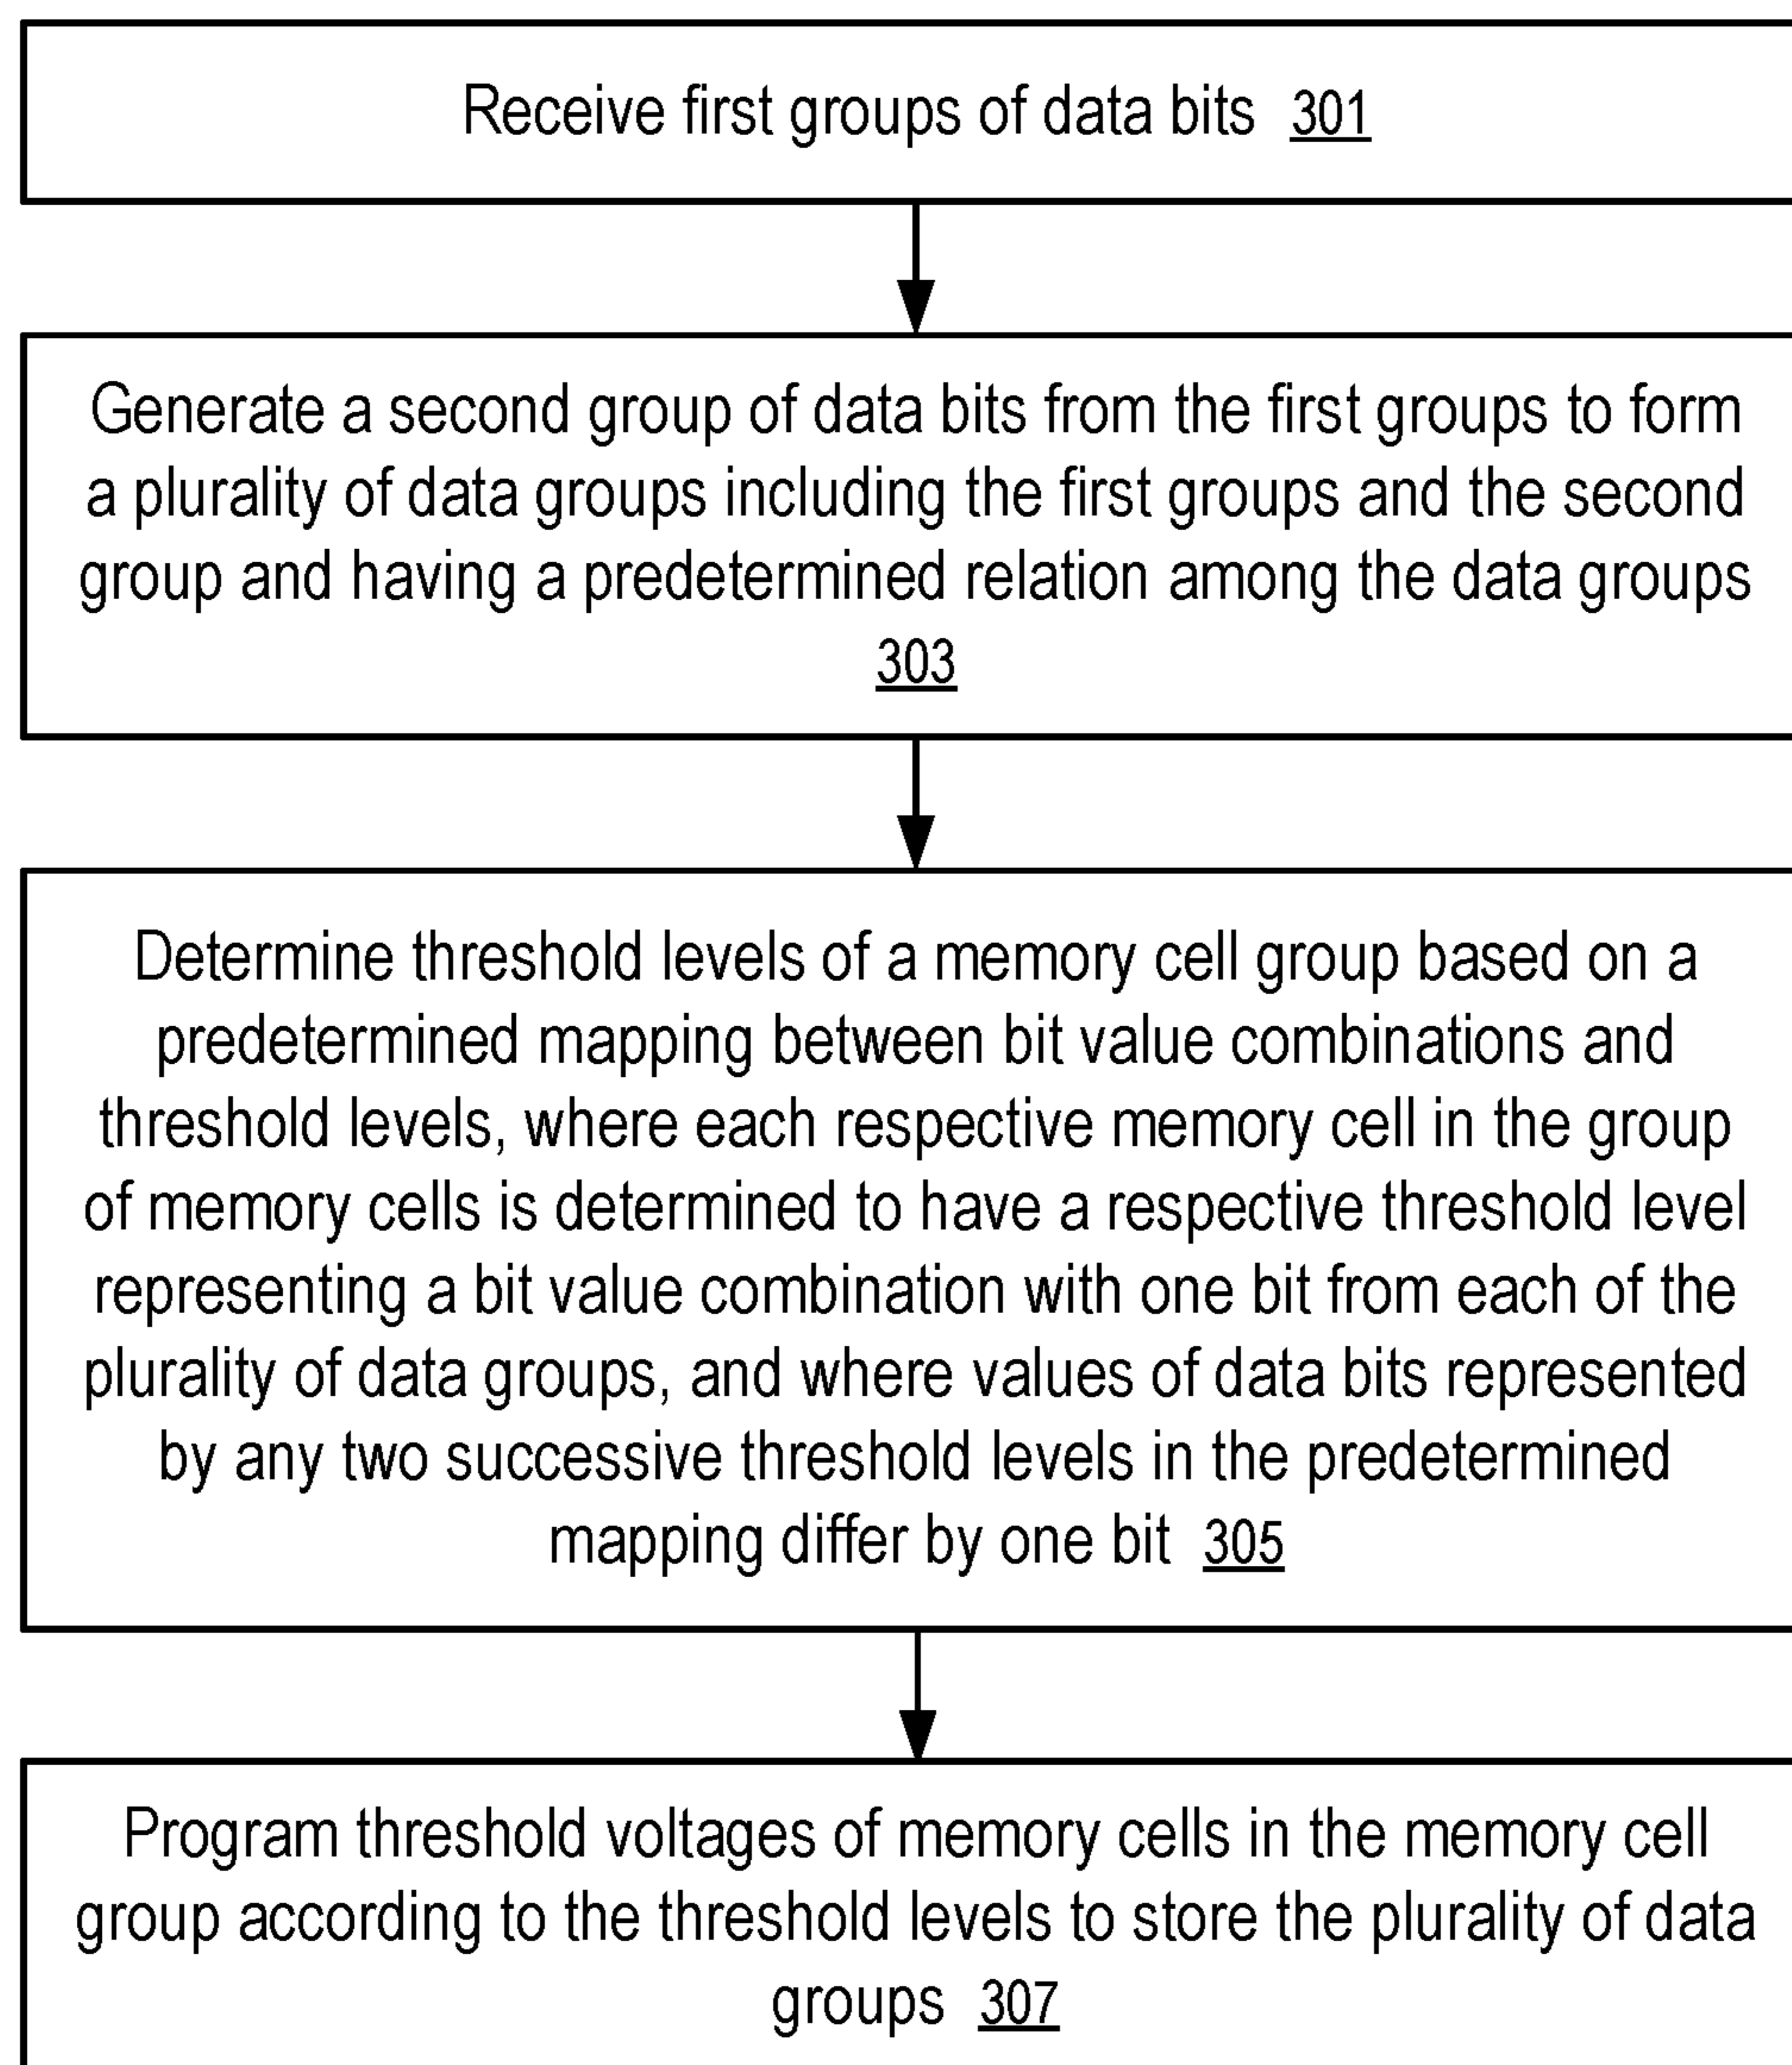 Receive first groups of data bits 301
Generate a second group of data bits from the first groups to form
a plurality of data groups including the first groups and the second
group and having a predetermined relation among the data groups
303
Determine threshold levels of a memory cell group based on a
predetermined mapping between bit value combinations and
threshold levels, where each respective memory cell in the group
of memory cells is determined to have a respective threshold level
representing a bit value combination with one bit from each of the
plurality of data groups, and where values of data bits represented
by any two successive threshold levels in the predetermined
mapping differ by one bit 305
Program threshold voltages of memory cells in the memory cell
group according to the threshold levels to store the plurality of data
groups 307